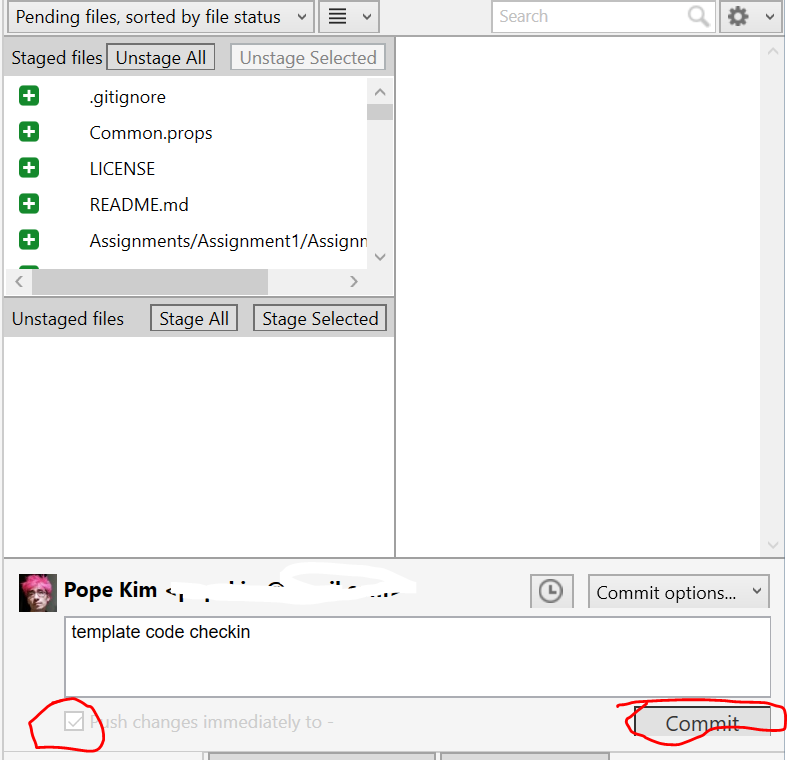 Pending files, sorted by file status
Search
Staged files Unstage All Unstage Selected
.gitignore
Common.props
LICENSE
README.md
Assignments/Assignment1/Assignn
Unstaged files Stage All Stage Selected
Pope Kim
Commit options...
template code checkin
Push changes immediately to -
Commit